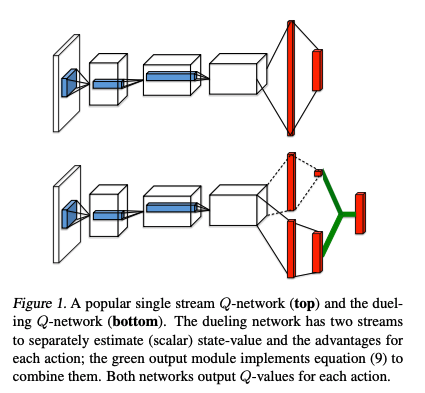 Figure 1. A popular single stream Q-network (top) and the duel-
ing Q-network (bottom). The dueling network has two streams
to separately estimate (scalar) state-value and the advantages for
each action; the green output module implements equation (9) to
combine them. Both networks output Q-values for each action.